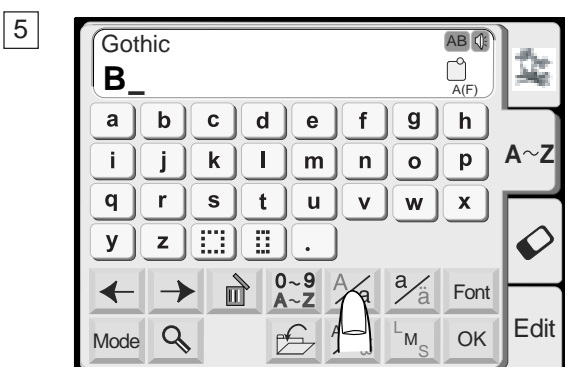 5
Gothic
AB
B_
A(F)
a b c d e f g h
i j k l m n o p
q r s t u v w x
y z .
A~Z
0~9
A~Z
A/a
a/ä
Font
Mode
L M S
OK
Edit